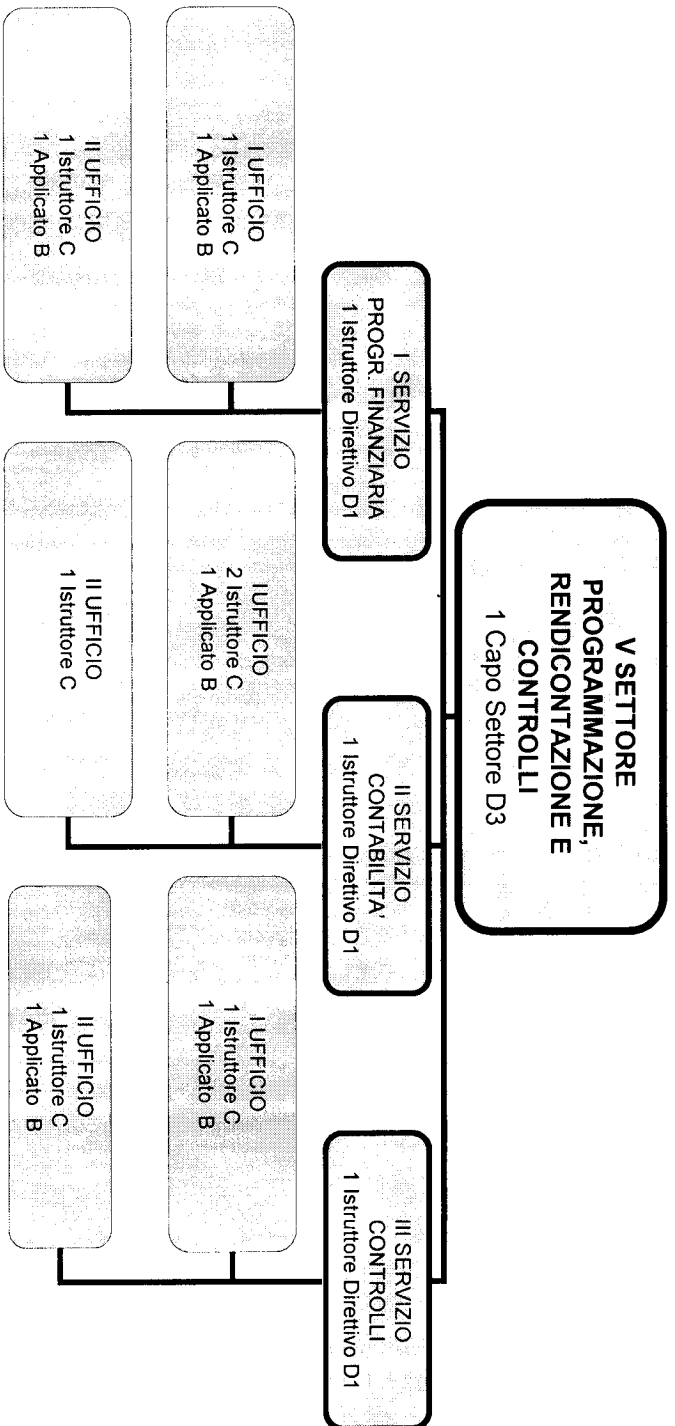 V SETTORE
PROGRAMMAZIONE,
RENDICONTAZIONE E
CONTROLLI
1 Capo Settore D3
I SERVIZIO
PROGR. FINANZIARIA
1 Istruttore Direttivo D1
I UFFICIO
1 Istruttore C
1 Applicato B
II UFFICIO
1 Istruttore C
1 Applicato B
II SERVIZIO
CONTABILITA'
1 Istruttore Direttivo D1
I UFFICIO
2 Istruttore C
1 Applicato B
II UFFICIO
1 Istruttore C
III SERVIZIO
CONTROLLI
1 Istruttore Direttivo D1
I UFFICIO
1 Istruttore C
1 Applicato B
II UFFICIO
1 Istruttore C
1 Applicato B